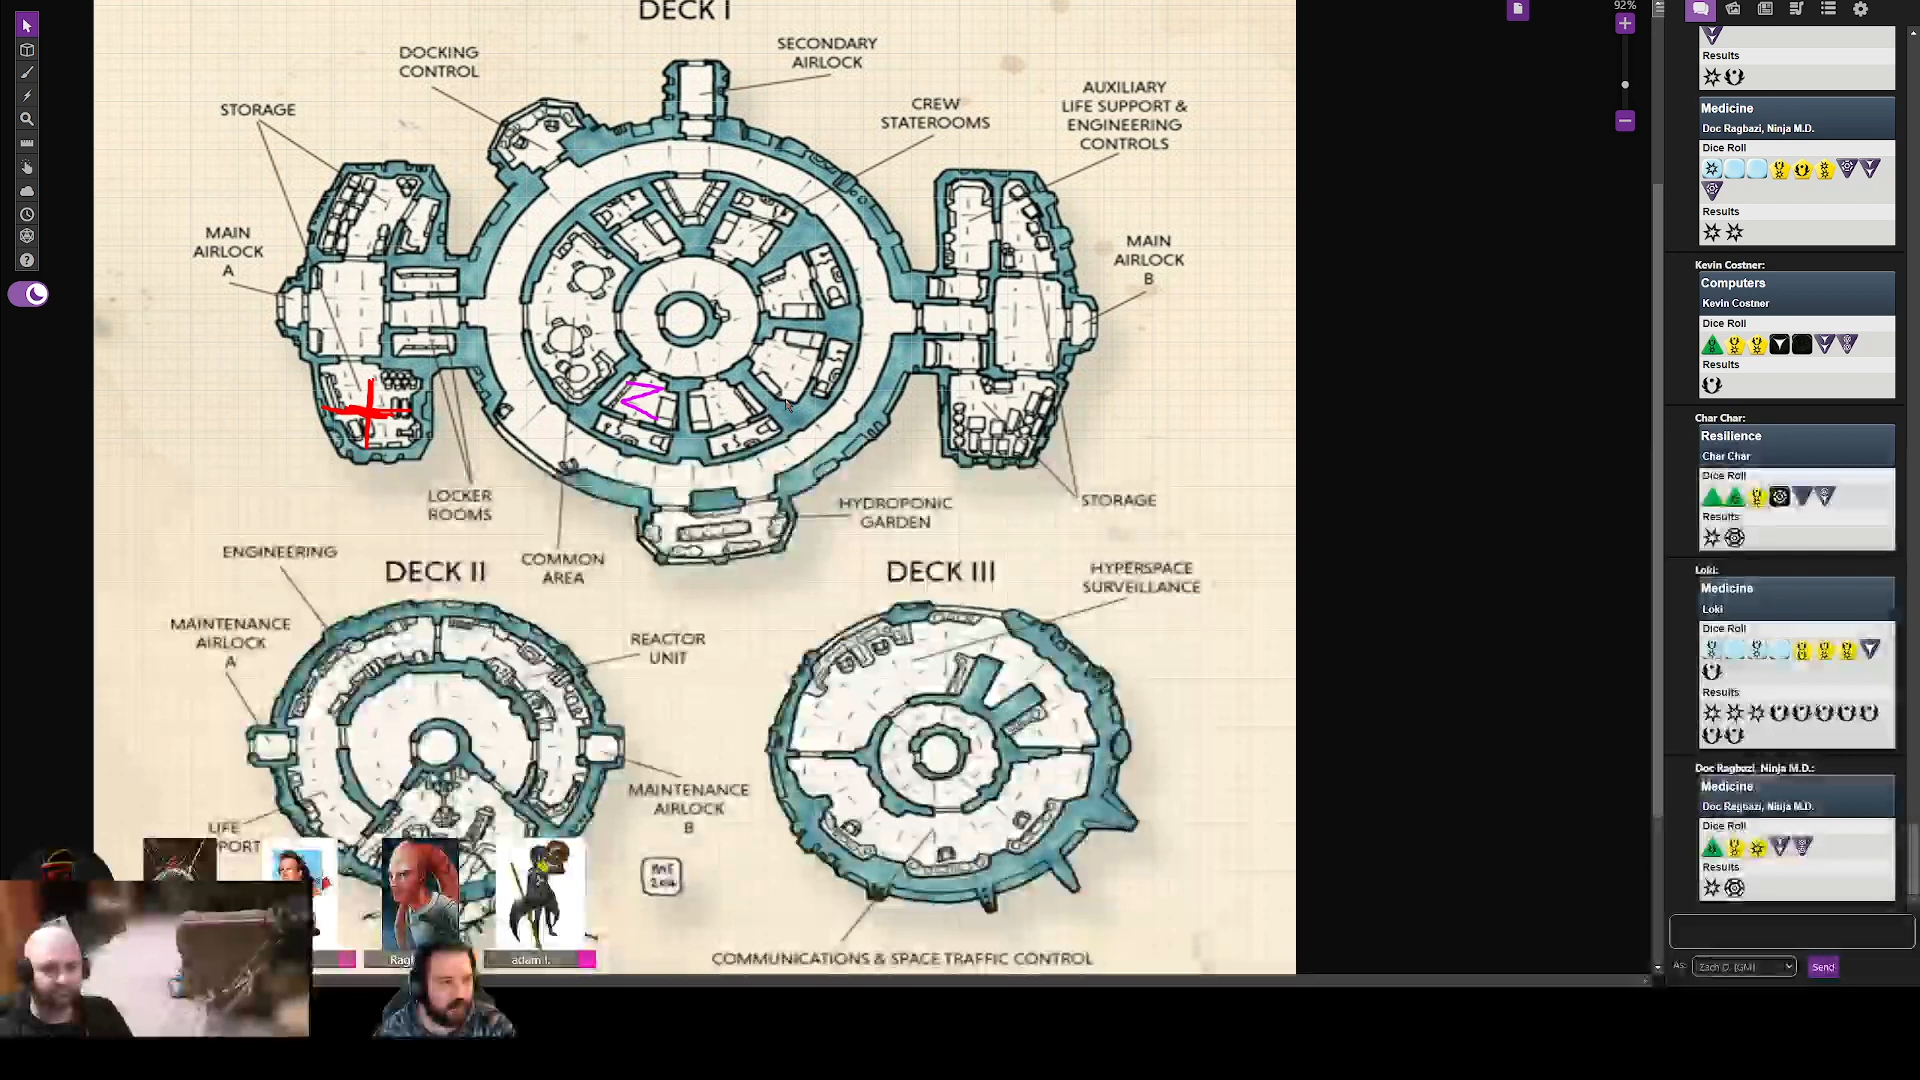 DECK I
DOCKING
CONTROL
SECONDARY
AIRLOCK
STORAGE
CREW
STATEROOMS
AUXILIARY
LIFE SUPPORT &
ENGINEERING
CONTROLS
MAIN
AIRLOCK
A
MAIN
AIRLOCK
B
LOCKER
ROOMS
COMMON
AREA
HYDROPONIC
GARDEN
STORAGE
ENGINEERING
DECK II
DECK III
HYPERSPACE
SURVEILLANCE
MAINTENANCE
AIRLOCK
A
REACTOR
UNIT
MAINTENANCE
AIRLOCK
B
LIFE
PORT
COMMUNICATIONS & SPACE TRAFFIC CONTROL
adam l.
92%
Results
Medicine
Doc Ragbazi, Ninja M.D.
Dice Roll
Results
Kevin Costner:
Computers
Kevin Costner
Dice Roll
Results
Char Char:
Resilience
Char Char
Dice Roll
Results
Loki:
Medicine
Loki
Dice Roll
Results
Doc Ragbazi, Ninja M.D.:
Medicine
Doc Ragbazi, Ninja M.D.
Dice Roll
Results
As: Zach D. (GM)
Send